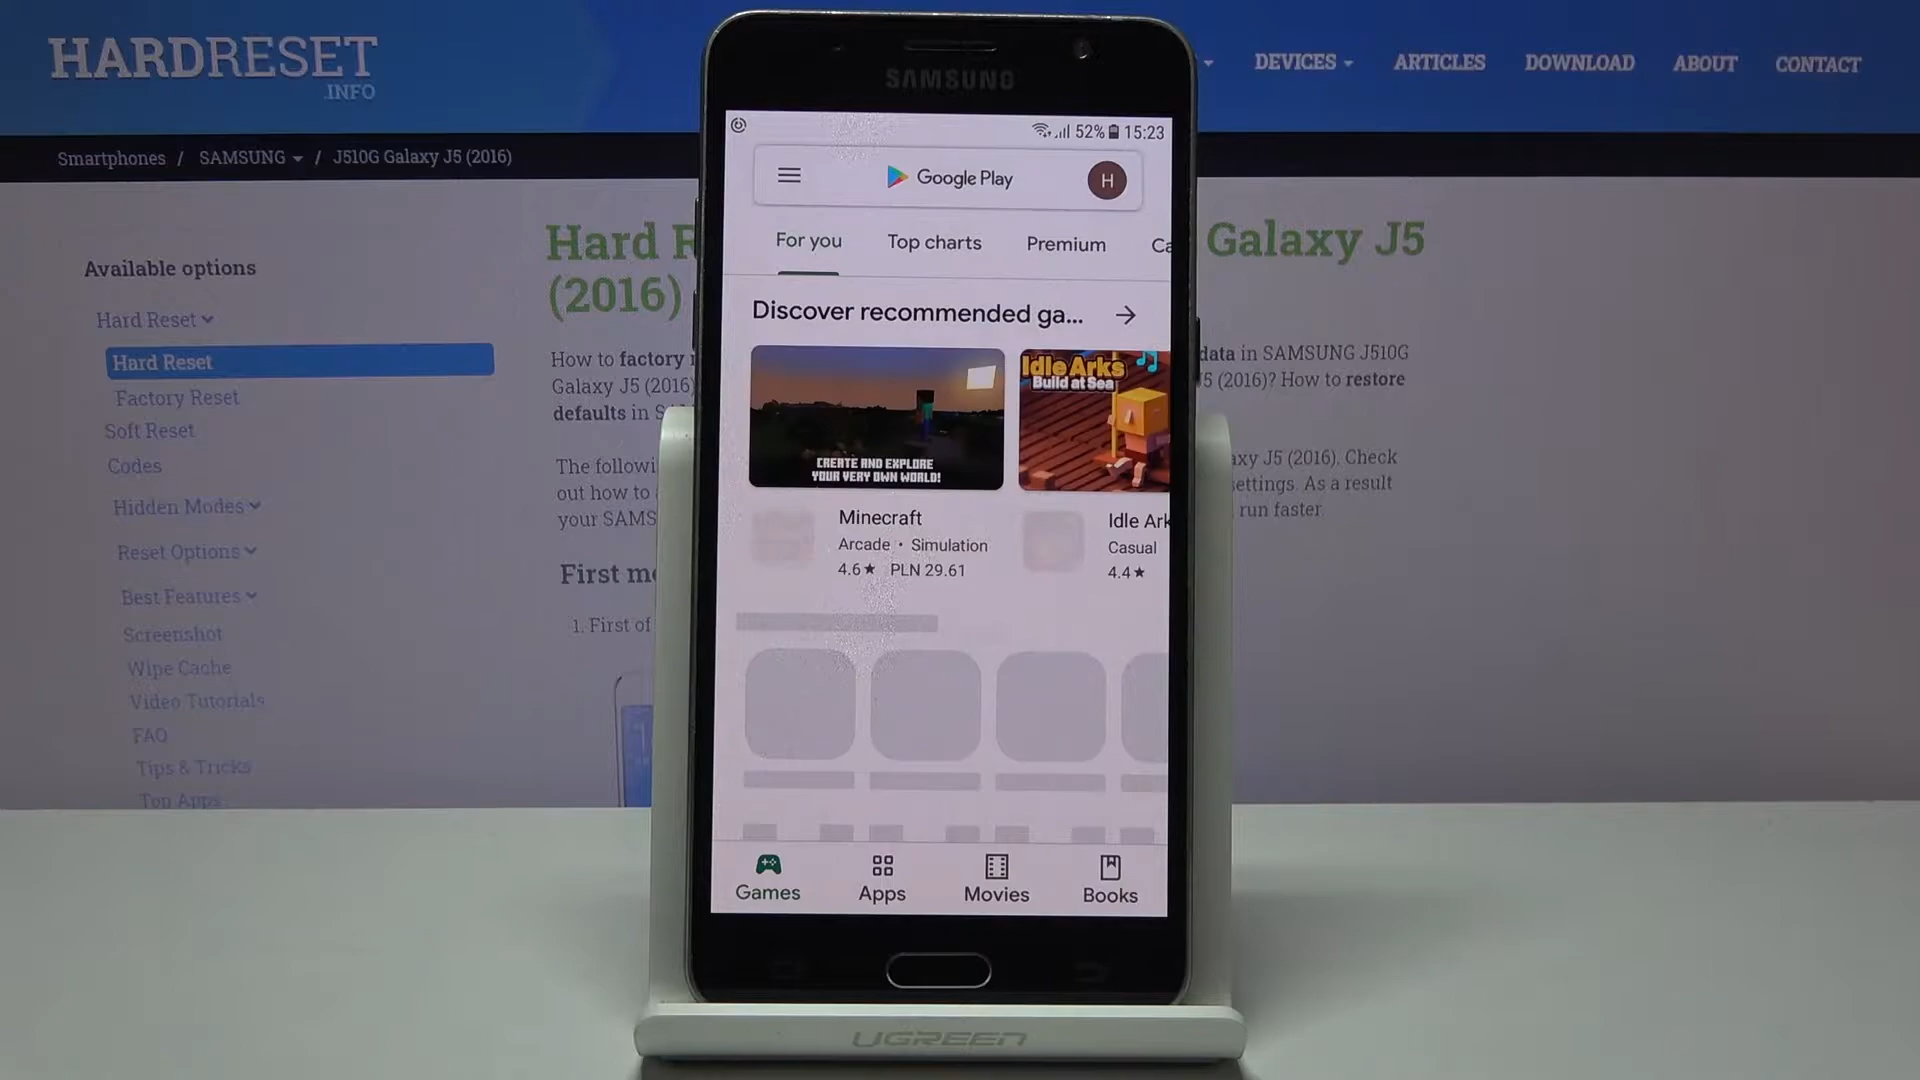 HARDRESET
.INFO
DEVICES
ARTICLES
DOWNLOAD
ABOUT
CONTACT
Smartphones / SAMSUNG / J510G Galaxy J5 (2016)
Available options
Hard Reset
Hard Reset
Factory Reset
Soft Reset
Codes
Hidden Modes
Reset Options
Best Features
Screenshot
Wipe Cache
Video Tutorials
FAQ
Tips & Tricks
Top Apps
Hard
Galaxy J5
(2016)
How to factory
data in SAMSUNG J510G
Galaxy J5 (2016)
(2016)? How to restore
defaults in
The
out how to
your
J5 (2016). Check
settings. As a result
run faster.
First
1. First of
SAMSUNG
52% 15:23
Google Play
H
For you
Top charts
Premium
Ca
Discover recommended ga...
CREATE AND EXPLORE
YOUR VERY OWN WORLD!
Idle Arks
Build at Sea
Minecraft
Arcade • Simulation
4.6★ PLN 29.61
Idle Ark
Casual
4.4★
Games
Apps
Movies
Books
UGREEN